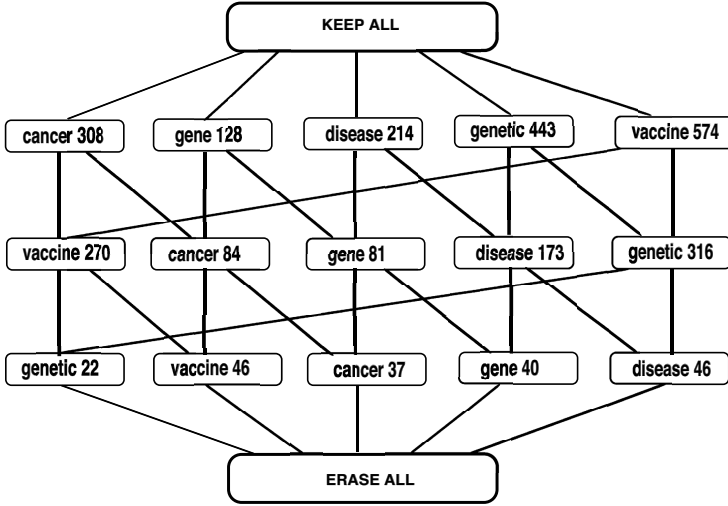 KEEP ALL
cancer 308
gene 128
disease 214
genetic 443
vaccine 574
vaccine 270
cancer 84
gene 81
disease 173
genetic 316
genetic 22
vaccine 46
cancer 37
gene 40
disease 46
ERASE ALL